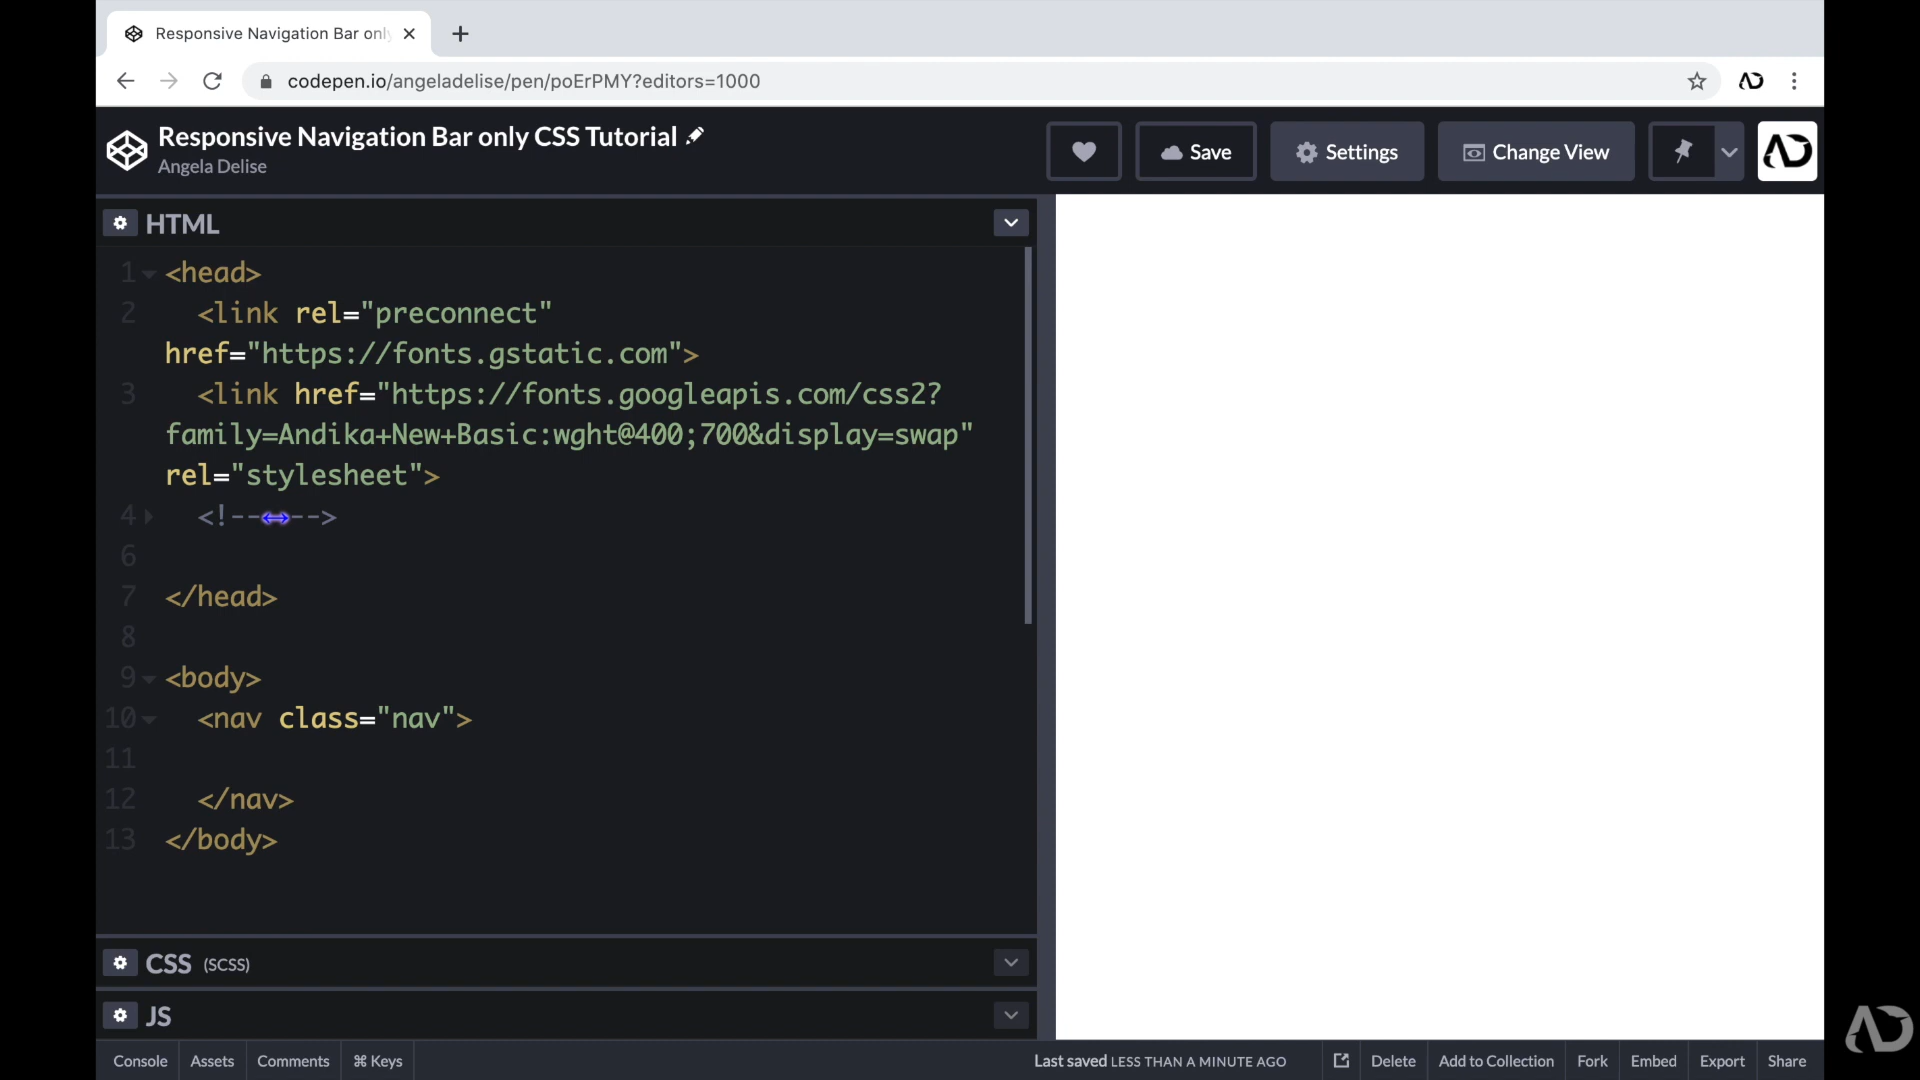 Responsive Navigation Bar onl
codepen.io/angeladelise/pen/poErPMY?editors=1000
Responsive Navigation Bar only CSS Tutorial
Angela Delise
Save
Settings
Change View
HTML
1 <head>
2 <link rel="preconnect"
href="https://fonts.gstatic.com">
3 <link href="https://fonts.googleapis.com/css2?
family=Andika+New+Basic:wght@400;700&display=swap"
rel="stylesheet">
4 <!--↔-->
6
7 </head>
8
9 <body>
10 <nav class="nav">
11
12 </nav>
13 </body>
CSS (SCSS)
JS
Console Assets Comments ⌘ Keys Last saved LESS THAN A MINUTE AGO Delete Add to Collection Fork Embed Export Share